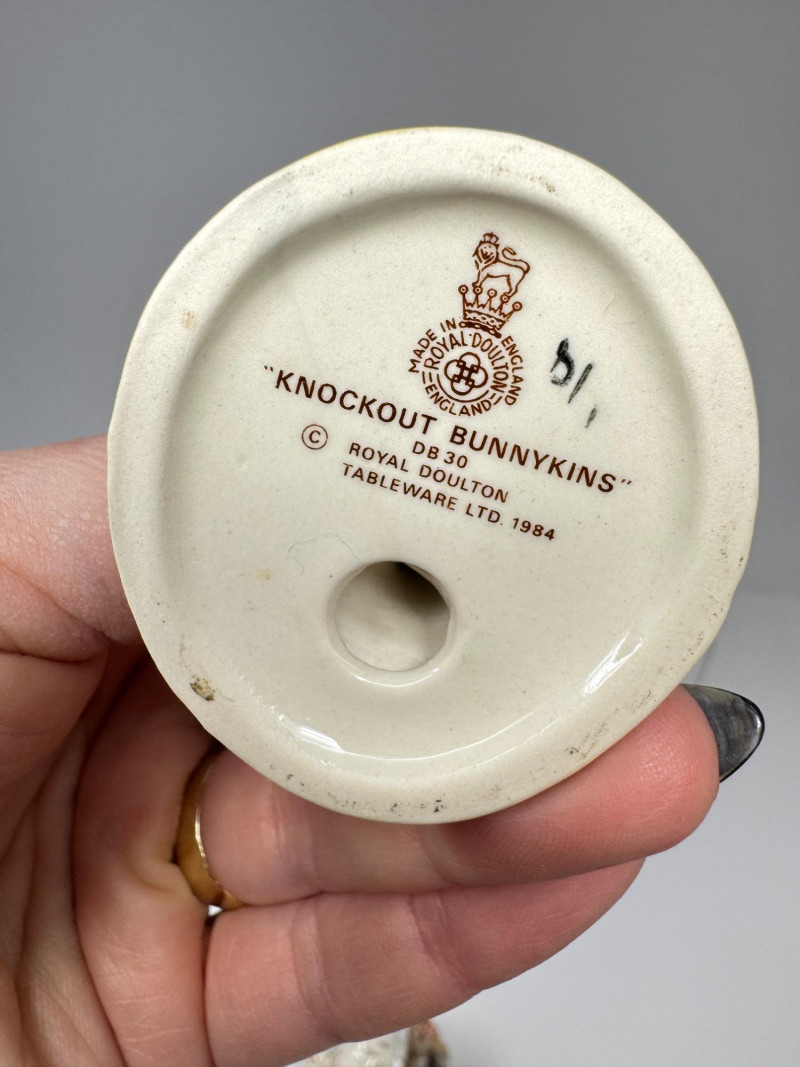 MADE IN ENGLAND
ROYAL DOULTON
ENGLAND
"KNOCKOUT BUNNYKINS"
©
DB 30
ROYAL DOULTON
TABLEWARE LTD. 1984